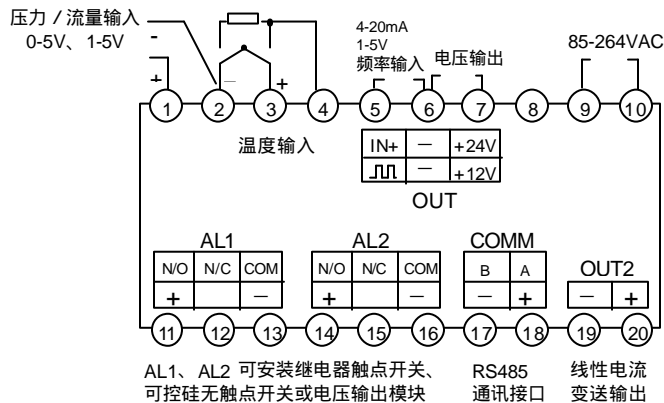 压力 / 流量输入
0-5V、1-5V
-
+
－
+
4-20mA
1-5V
频率输入
电压输出
85-264VAC
1 2 3 4 5 6 7 8 9 10
温度输入
IN+ － +24V
－ +12V
OUT
AL1 AL2 COMM OUT2
N/O N/C COM N/O N/C COM B A
+ － + － － + － +
11 12 13 14 15 16 17 18 19 20
AL1、AL2 可安装继电器触点开关、
可控硅无触点开关或电压输出模块
RS485
通讯接口
线性电流
变送输出